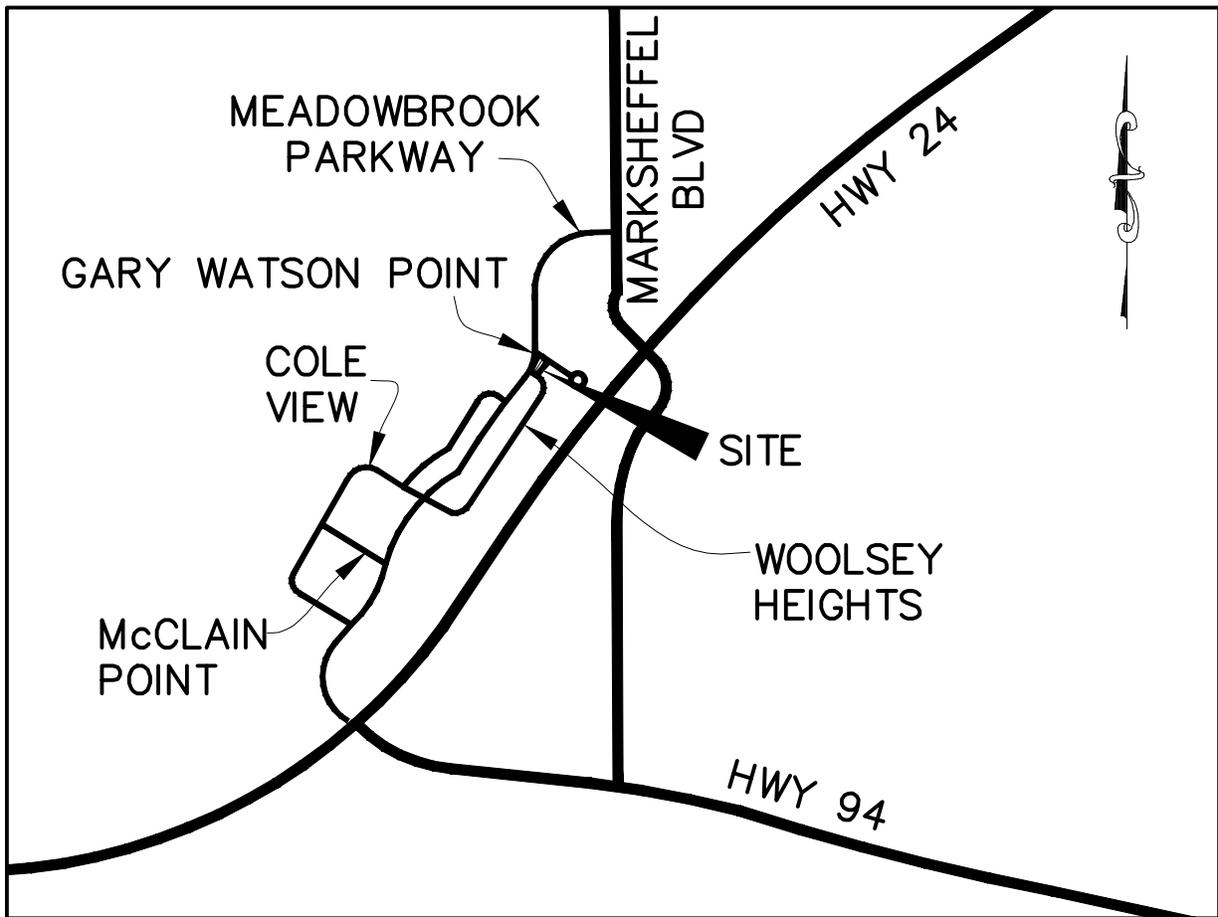 MARKSHEFFEL
BLVD
MEADOWBROOK
PARKWAY
HWY 24
GARY WATSON POINT
COLE
VIEW
SITE
WOOLSEY
HEIGHTS
McCLAIN
POINT
HWY 94